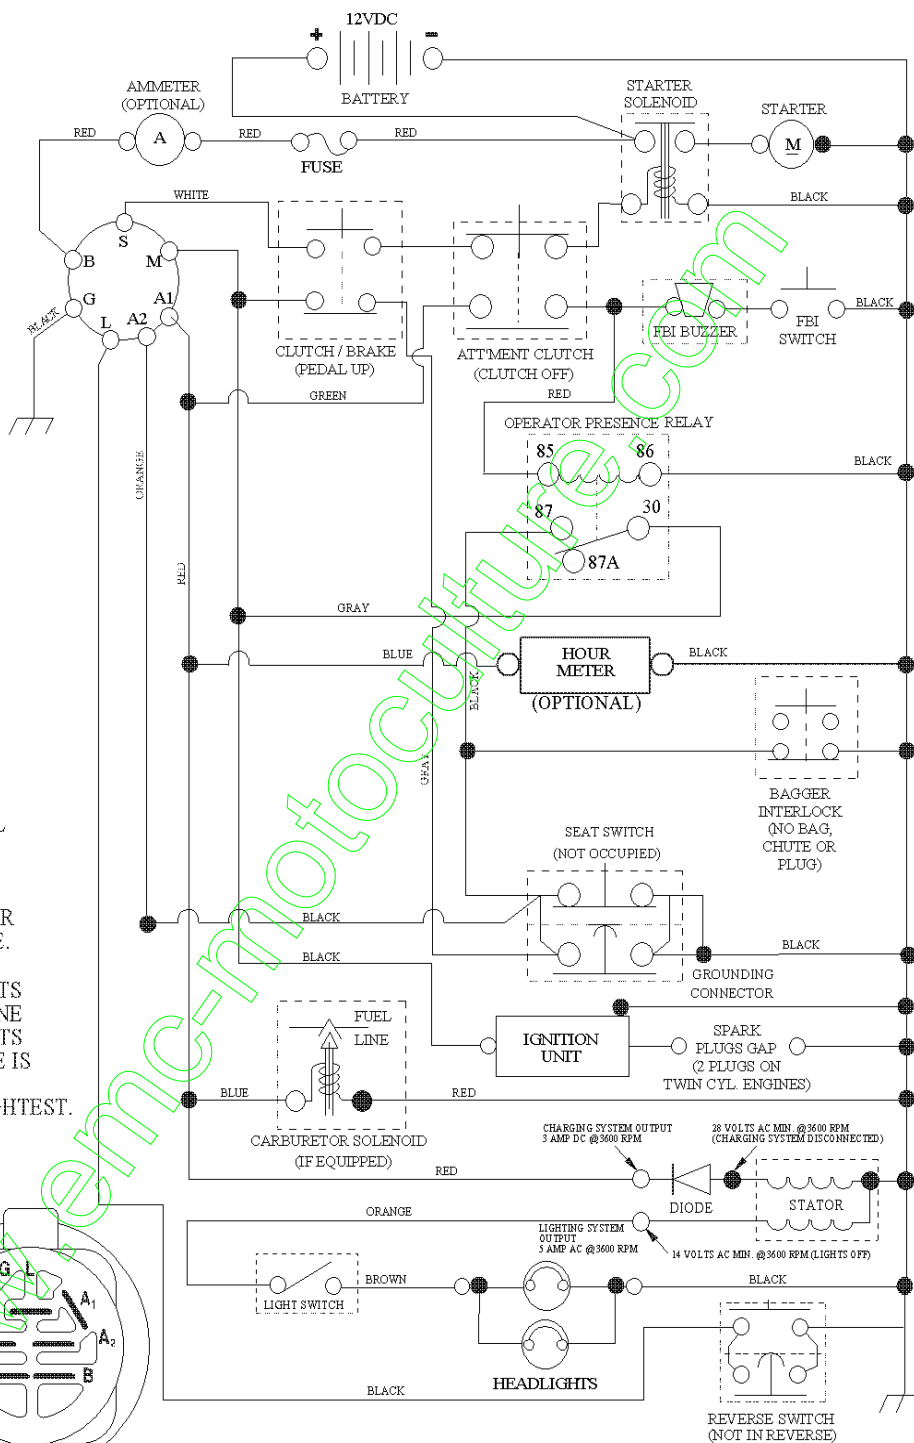 12VDC
+
−
BATTERY
AMMETER
(OPTIONAL)
RED
A
RED
RED
FUSE
STARTER
SOLENOID
STARTER
M
WHITE
BLACK
S
B
M
G
A1
L
A2
BLACK
CLUTCH / BRAKE
(PEDAL UP)
ATT'MENT CLUTCH
(CLUTCH OFF)
FBI BUZZER
FBI
SWITCH
BLACK
GREEN
RED
OPERATOR PRESENCE RELAY
85
86
BLACK
87
30
87A
ORANGE
RED
GRAY
BLUE
HOUR
METER
(OPTIONAL)
BLACK
BLACK
GRAY
BAGGER
INTERLOCK
(NO BAG,
CHUTE OR
PLUG)
SEAT SWITCH
(NOT OCCUPIED)
BLACK
BLACK
BLACK
GROUNDING
CONNECTOR
L
R
E.
TS
NE
TS
E IS
GHTEST.
FUEL
LINE
IGNITION
UNIT
SPARK
PLUGS GAP
(2 PLUGS ON
TWIN CYL. ENGINES)
BLUE
RED
CARBURETOR SOLENOID
(IF EQUIPPED)
CHARGING SYSTEM OUTPUT
3 AMP DC @3600 RPM
28 VOLTS AC MIN. @3600 RPM
(CHARGING SYSTEM DISCONNECTED)
RED
DIODE
STATOR
ORANGE
LIGHTING SYSTEM
OUTPUT
5 AMP AC @3600 RPM
14 VOLTS AC MIN. @3600 RPM (LIGHTS OFF)
LIGHT SWITCH
BROWN
BLACK
HEADLIGHTS
BLACK
REVERSE SWITCH
(NOT IN REVERSE)
G
L
A1
A2
B
w.emc-motoculture.com